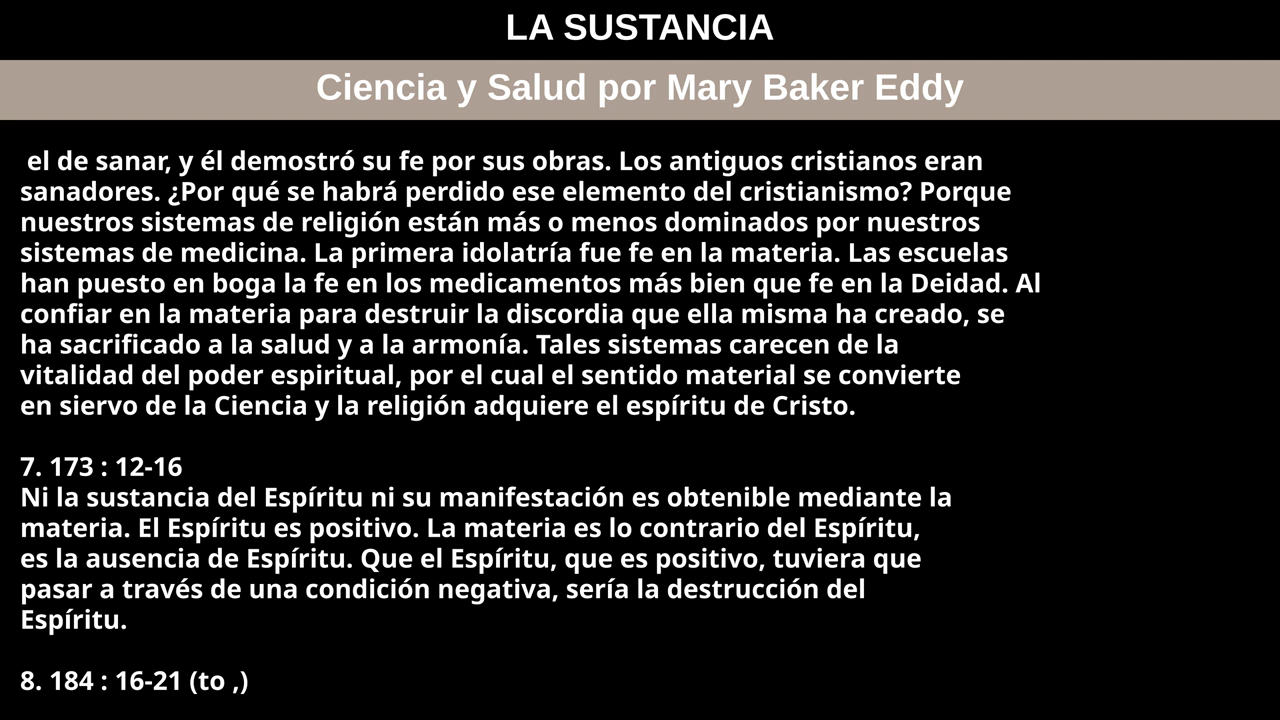 LA SUSTANCIA
Ciencia y Salud por Mary Baker Eddy
el de sanar, y él demostró su fe por sus obras. Los antiguos cristianos eran
sanadores. ¿Por qué se habrá perdido ese elemento del cristianismo? Porque
nuestros sistemas de religión están más o menos dominados por nuestros
sistemas de medicina. La primera idolatría fue fe en la materia. Las escuelas
han puesto en boga la fe en los medicamentos más bien que fe en la Deidad. Al
confiar en la materia para destruir la discordia que ella misma ha creado, se
ha sacrificado a la salud y a la armonía. Tales sistemas carecen de la
vitalidad del poder espiritual, por el cual el sentido material se convierte
en siervo de la Ciencia y la religión adquiere el espíritu de Cristo.
7. 173 : 12-16
Ni la sustancia del Espíritu ni su manifestación es obtenible mediante la
materia. El Espíritu es positivo. La materia es lo contrario del Espíritu,
es la ausencia de Espíritu. Que el Espíritu, que es positivo, tuviera que
pasar a través de una condición negativa, sería la destrucción del
Espíritu.
8. 184 : 16-21 (to ,)